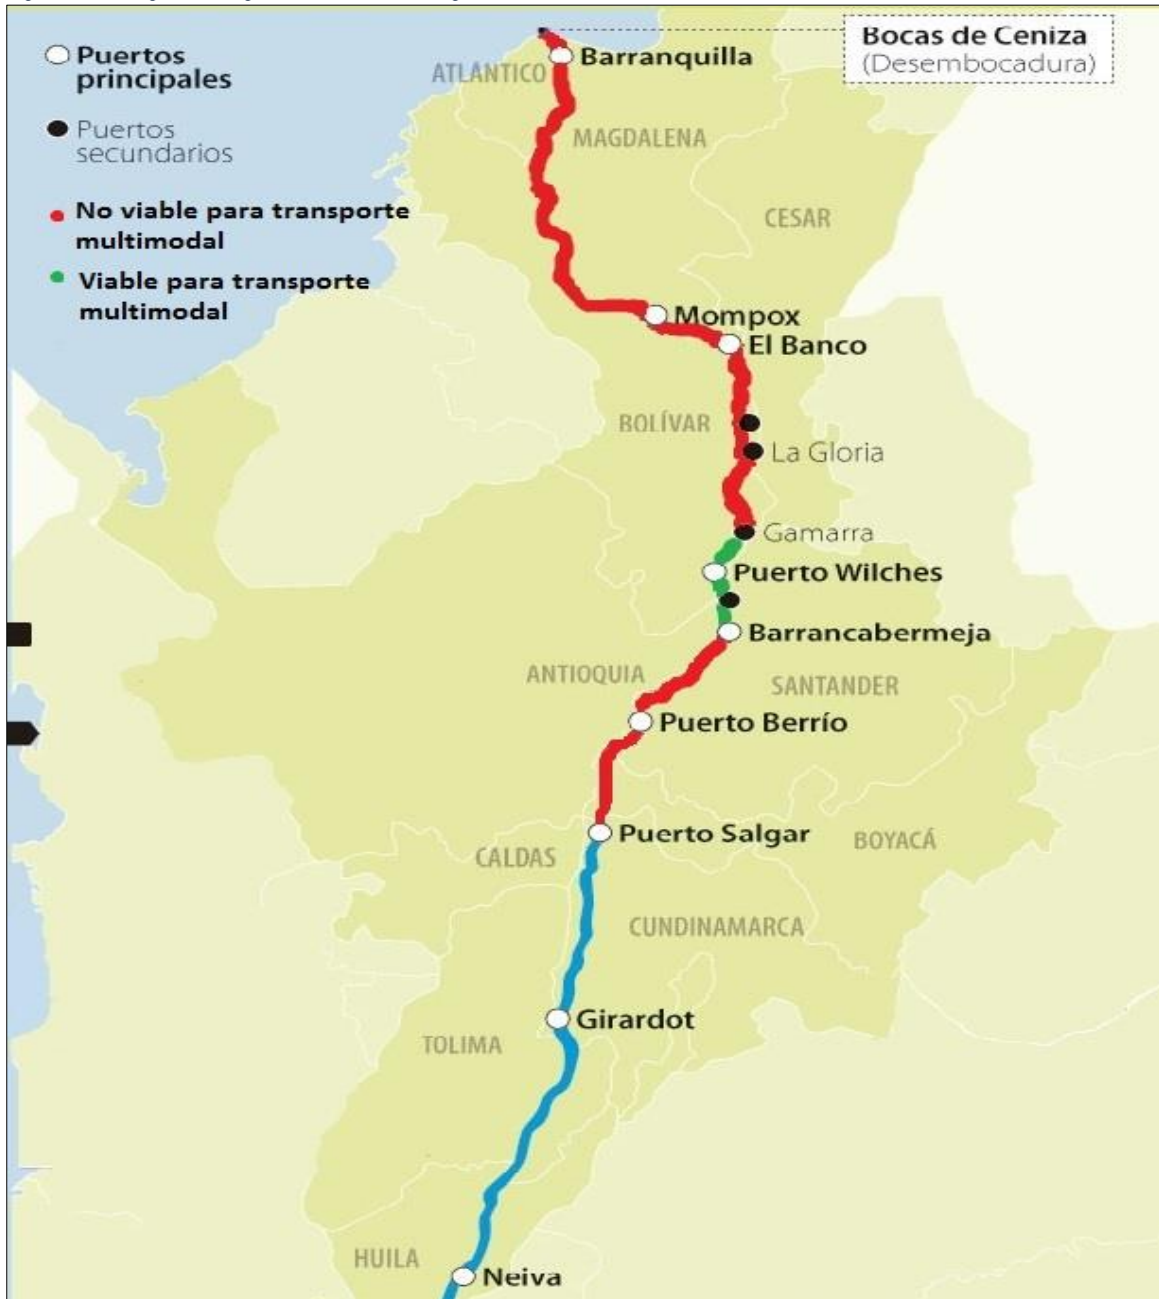 Bocas de Ceniza
(Desembocadura)
Puertos
principales
Barranquilla
ATLÁNTICO
Puertos
secundarios
MAGDALENA
No viable para transporte
multimodal
CESAR
Viable para transporte
multimodal
Mompox
El Banco
BOLÍVAR
La Gloria
Gamarra
Puerto Wilches
Barrancabermeja
ANTIOQUIA
SANTANDER
Puerto Berrío
Puerto Salgar
BOYACÁ
CALDAS
CUNDINAMARCA
Girardot
TOLIMA
HUILA
Neiva